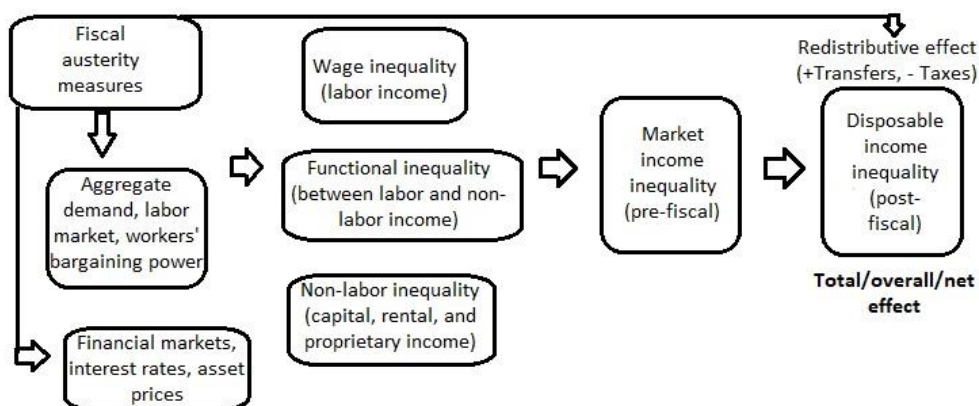 Fiscal
austerity
measures
Aggregate
demand, labor
market, workers'
bargaining power
Financial markets,
interest rates, asset
prices
Wage inequality
(labor income)
Functional inequality
(between labor and non-
labor income)
Non-labor inequality
(capital, rental, and
proprietary income)
Market
income
inequality
(pre-fiscal)
Redistributive effect
(+Transfers, - Taxes)
Disposable
income
inequality
(post-
fiscal)
Total/overall/net
effect